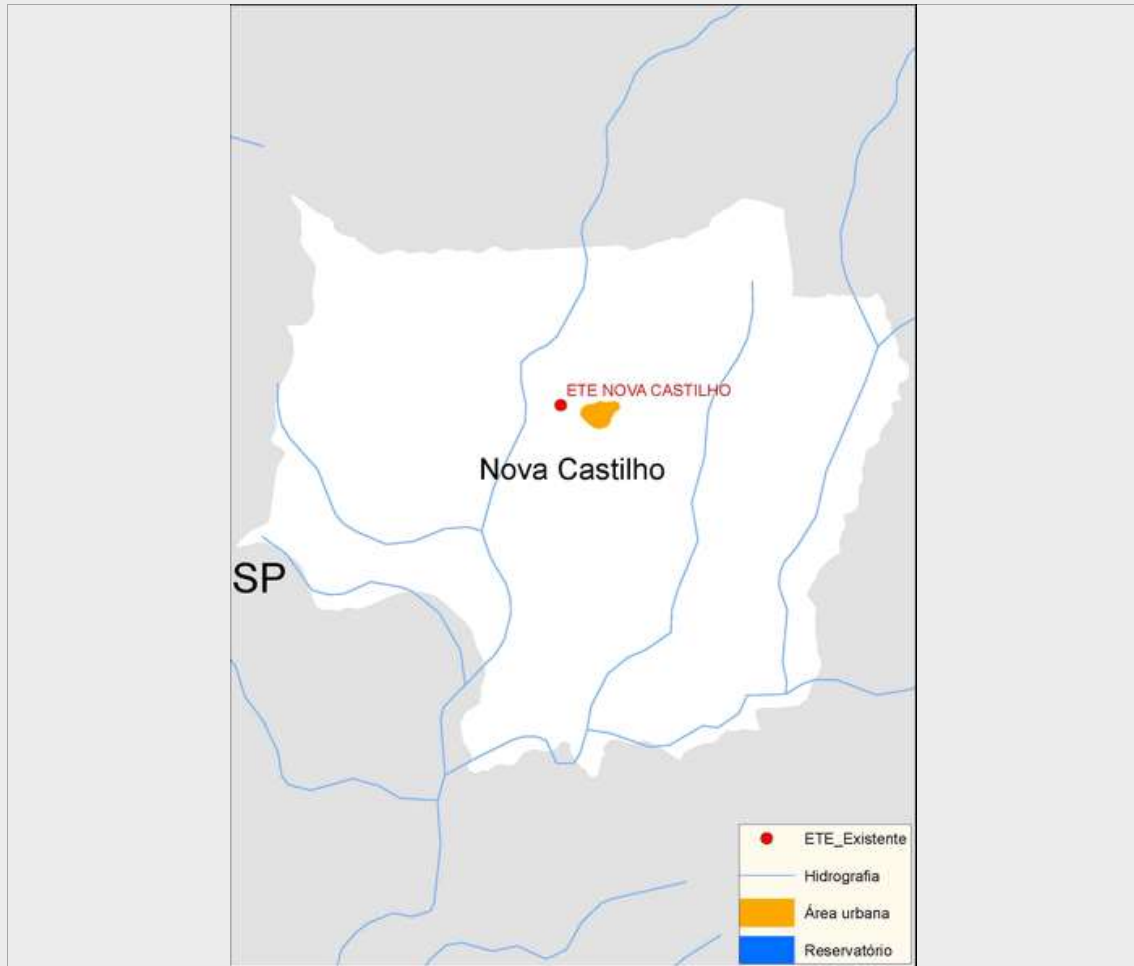 ETE NOVA CASTILHO
Nova Castilho
SP
ETE_Existente
Hidrografia
Área urbana
Reservatório